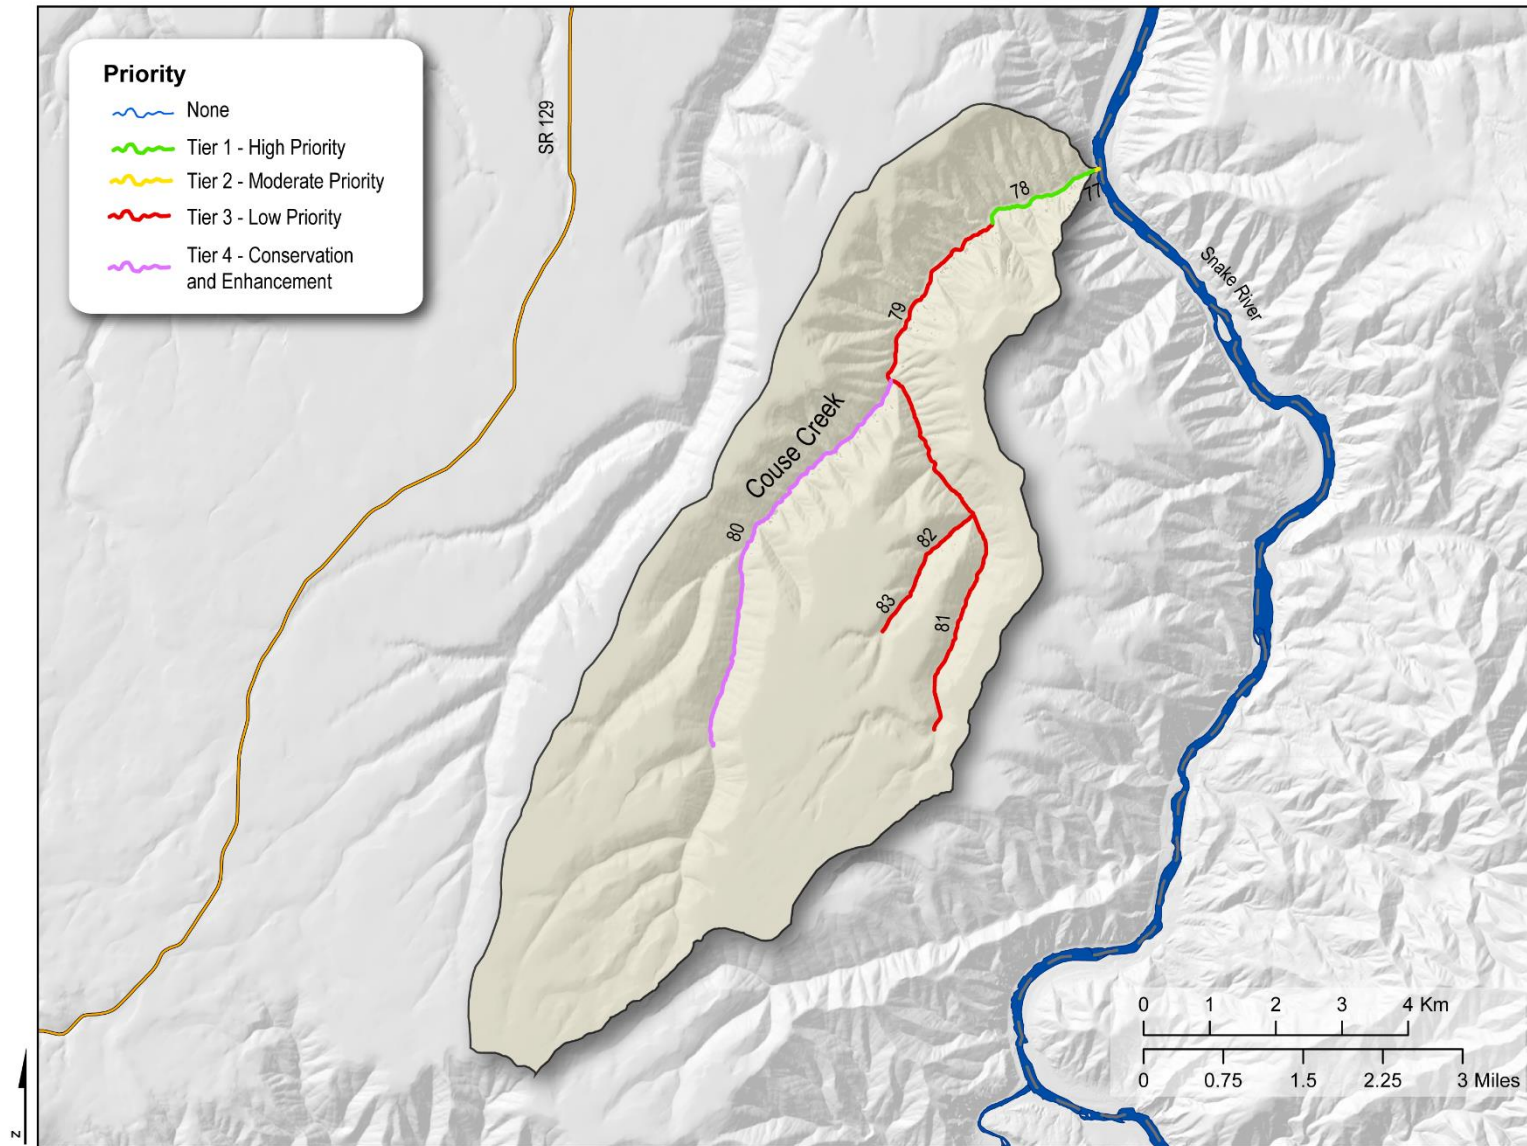 Priority
None
Tier 1 - High Priority
Tier 2 - Moderate Priority
Tier 3 - Low Priority
Tier 4 - Conservation
and Enhancement
SR 129
78
77
Snake River
79
Couse Creek
80
82
83
81
0 1 2 3 4 Km
0 0.75 1.5 2.25 3 Miles
N